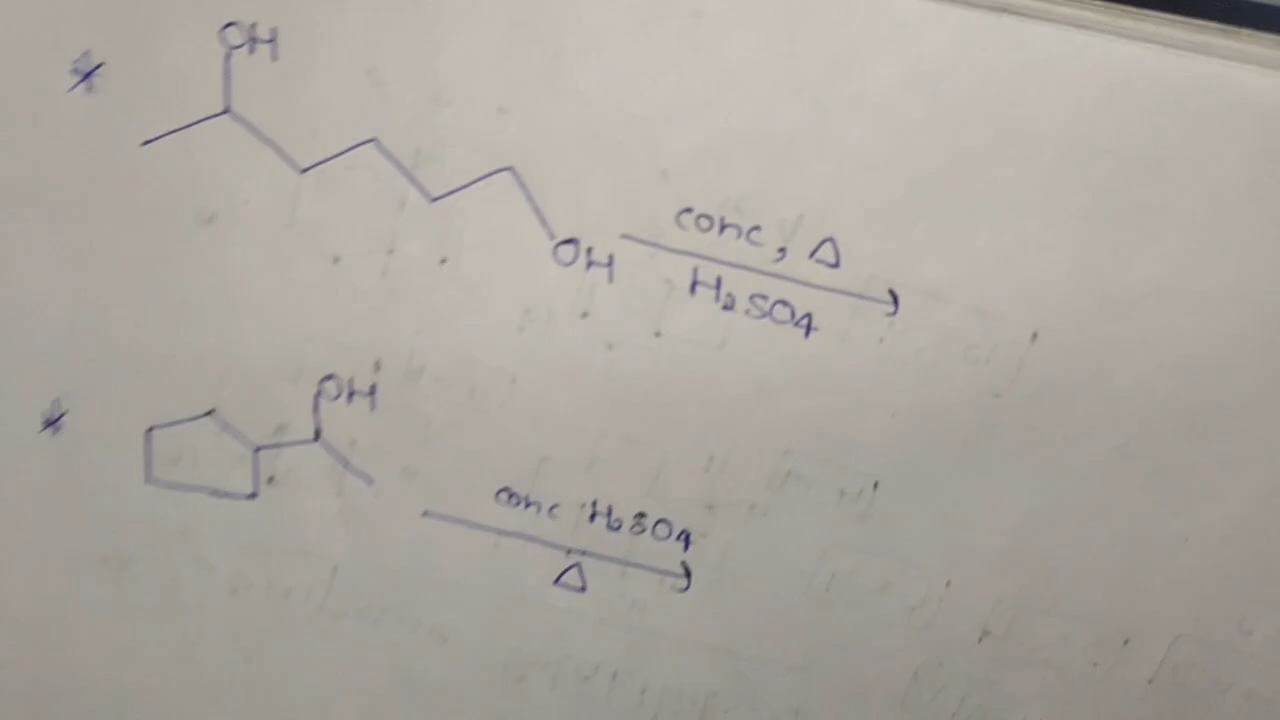 * OH
OH
conc, Δ
H₂SO₄
* OH
conc H₂SO₄
Δ